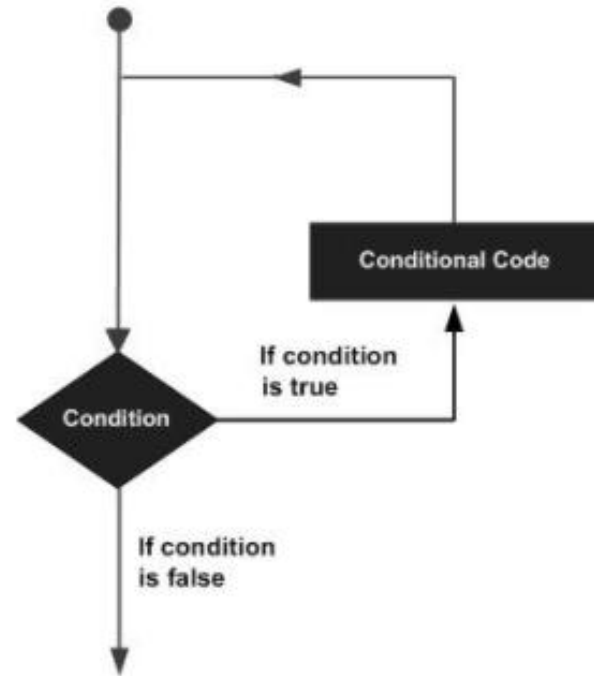 Conditional Code
If condition
is true
Condition
If condition
is false